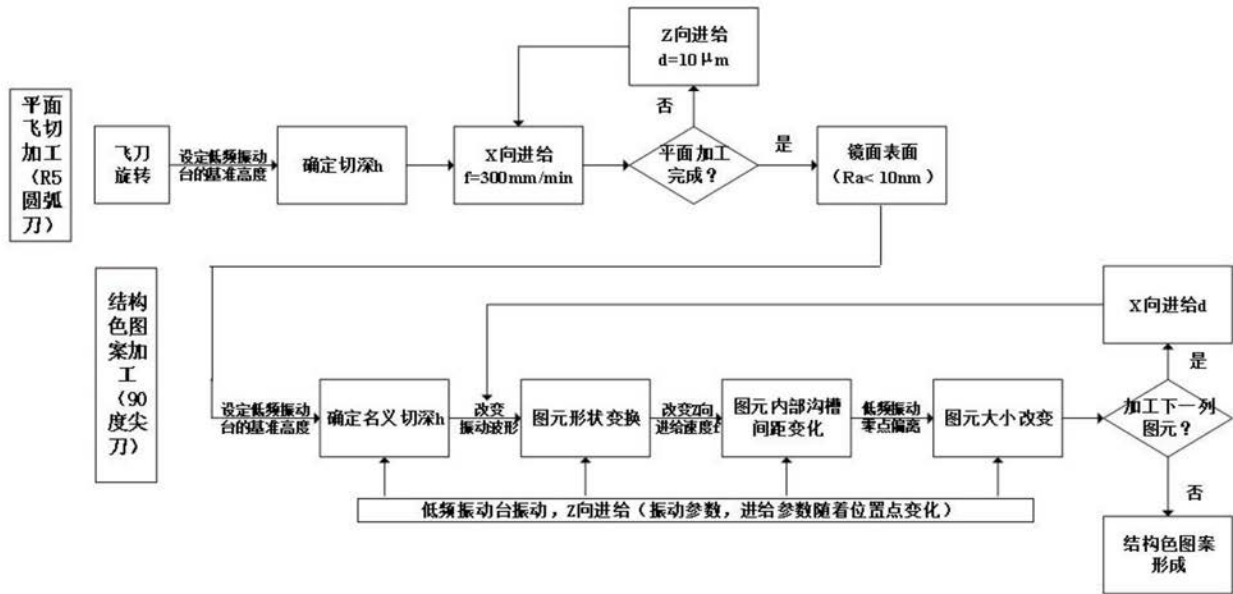 平面
飞切
加工
（R5
圆弧
刀）
飞刀
旋转
设定低频振动
台的基准高度
确定切深h
X向进给
f=300mm/min
Z向进给
d=10μm
否
平面加工
完成？
是
镜面表面
（Ra<10nm）
结构
色图
案加
工
（90
度尖
刀）
设定低频振动
台的基准高度
确定名义切深h
改变
振动波形
图元形状变换
改变Z向
进给速度f
图元内部沟槽
间距变化
低频振动
零点偏离
图元大小改变
加工下一列
图元？
是
X向进给d
否
结构色图案
形成
低频振动台振动，Z向进给（振动参数，进给参数随着位置点变化）